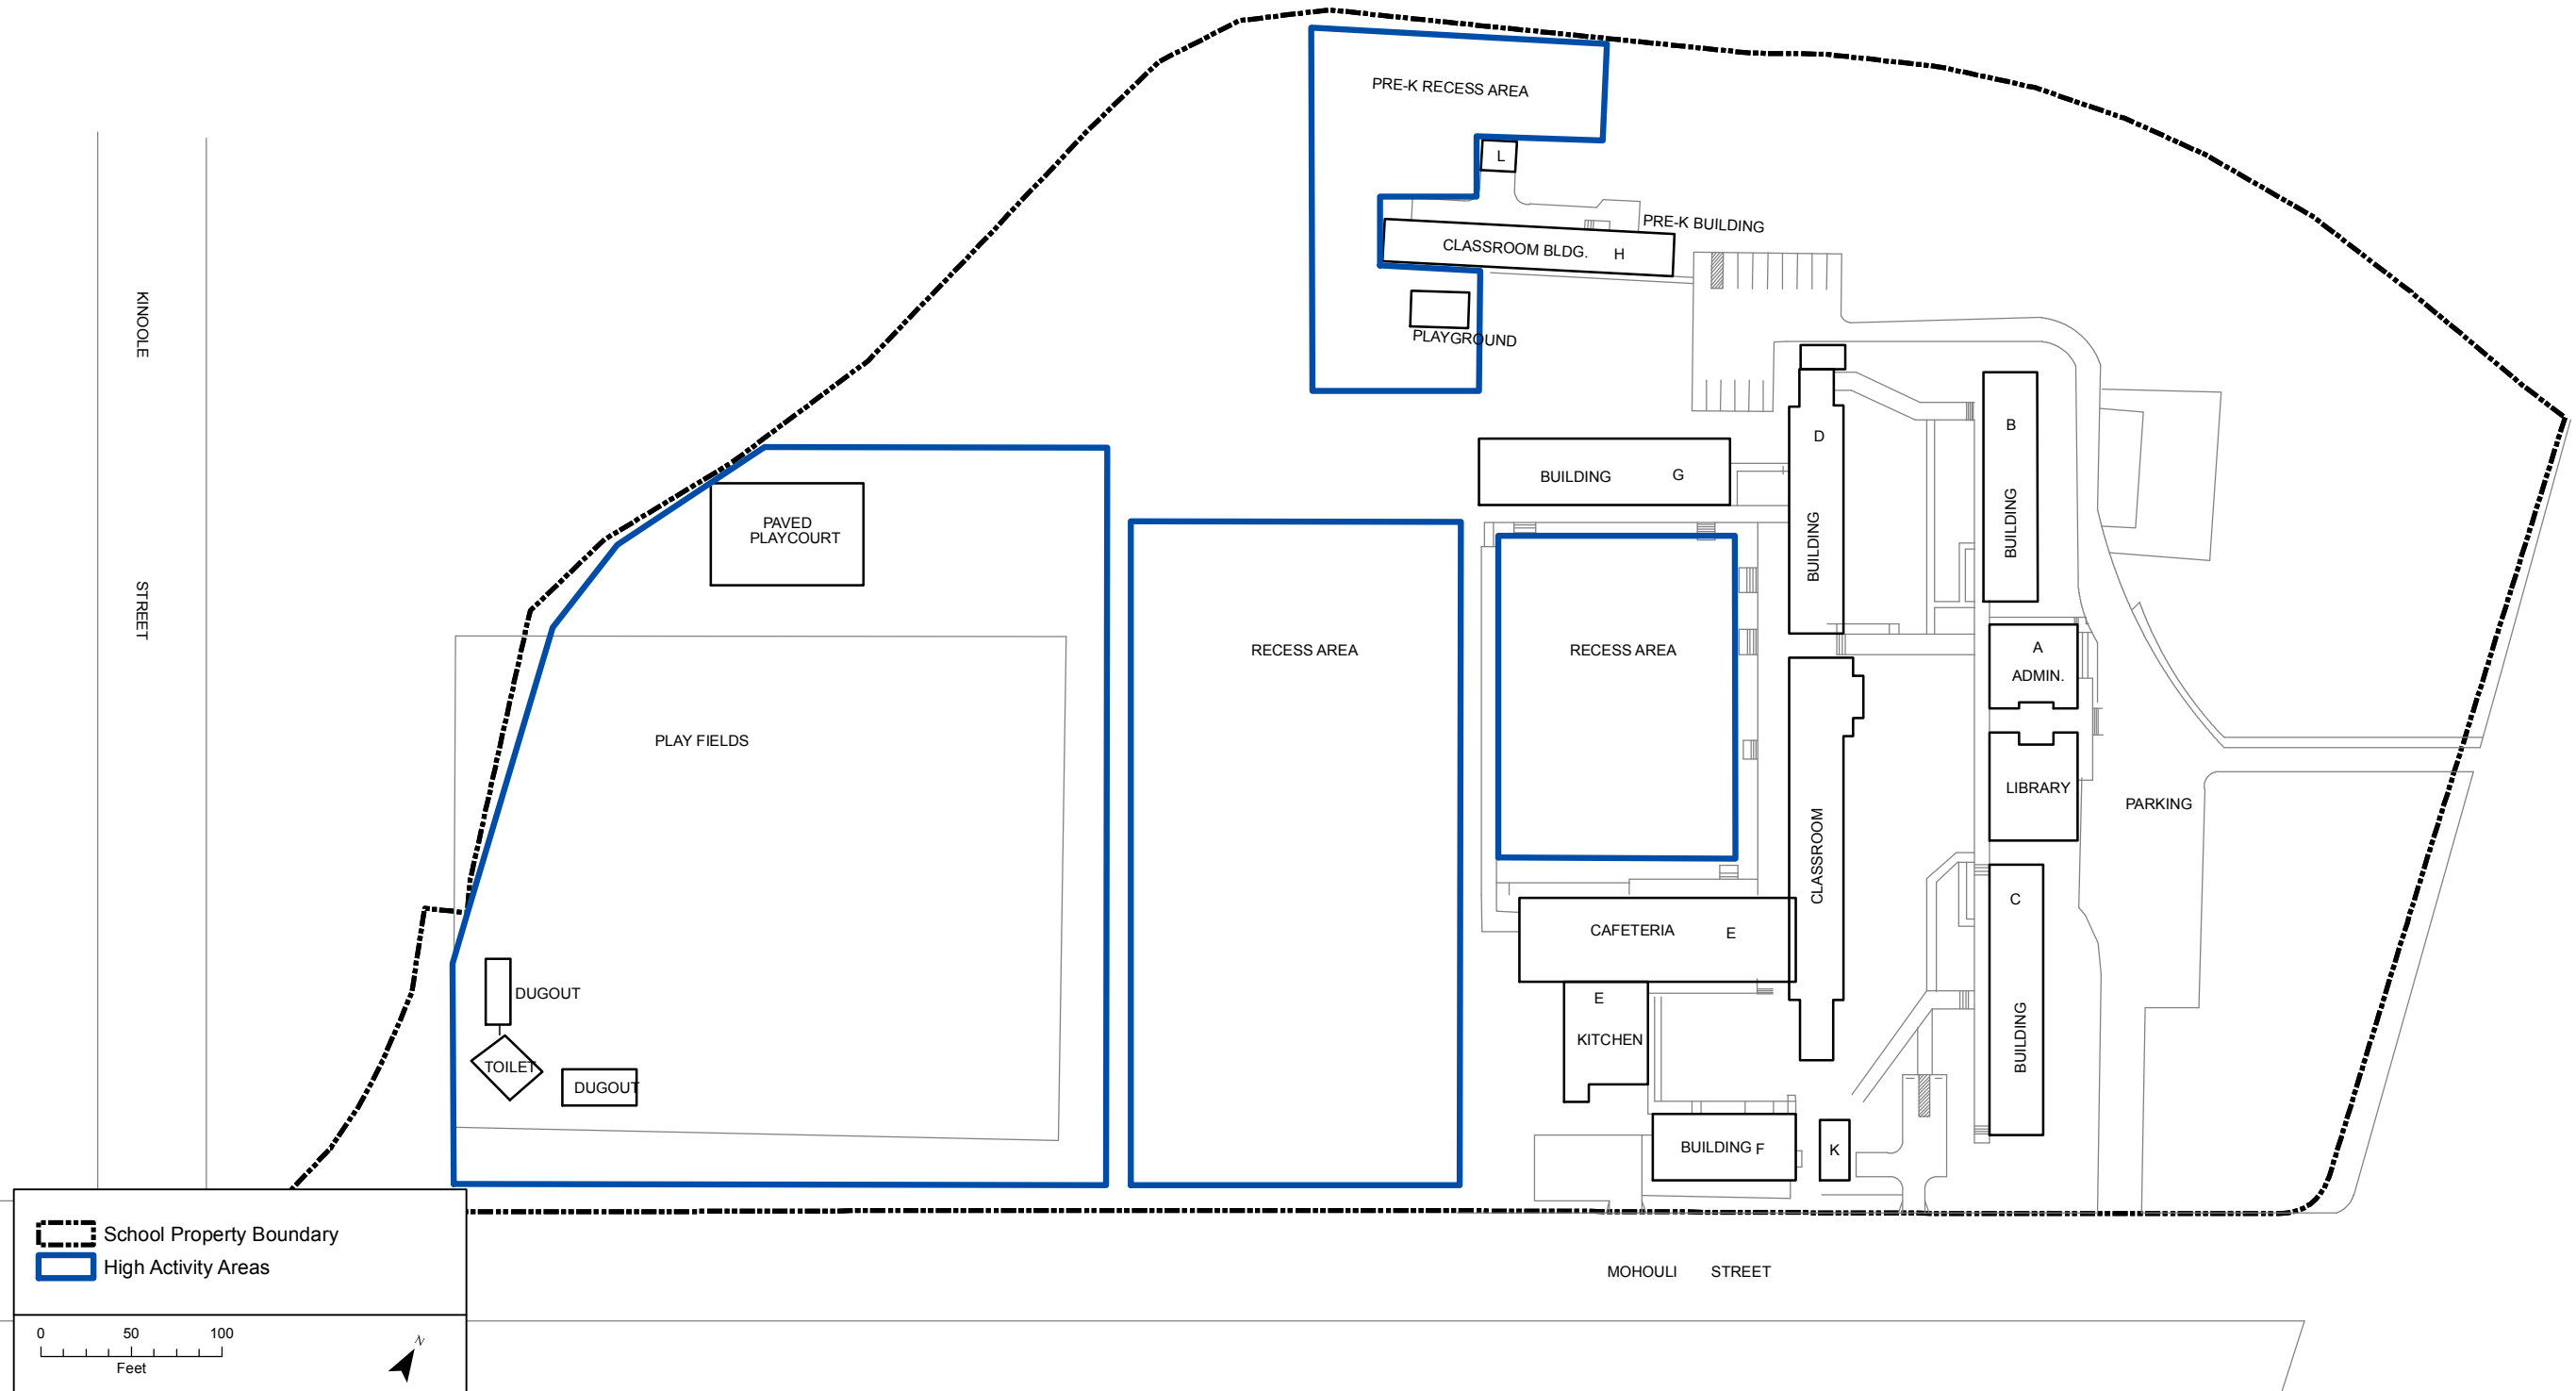 PRE-K RECESS AREA
L
PRE-K BUILDING
CLASSROOM BLDG. H
PLAYGROUND
KINOOLE
STREET
D
BUILDING
B
BUILDING
BUILDING G
PAVED
PLAYCOURT
RECESS AREA
RECESS AREA
A
ADMIN.
PLAY FIELDS
LIBRARY
PARKING
CLASSROOM
C
BUILDING
CAFETERIA E
E
KITCHEN
DUGOUT
TOILET
DUGOUT
BUILDING F
K
School Property Boundary
High Activity Areas
MOHOULI STREET
0 50 100
Feet
N